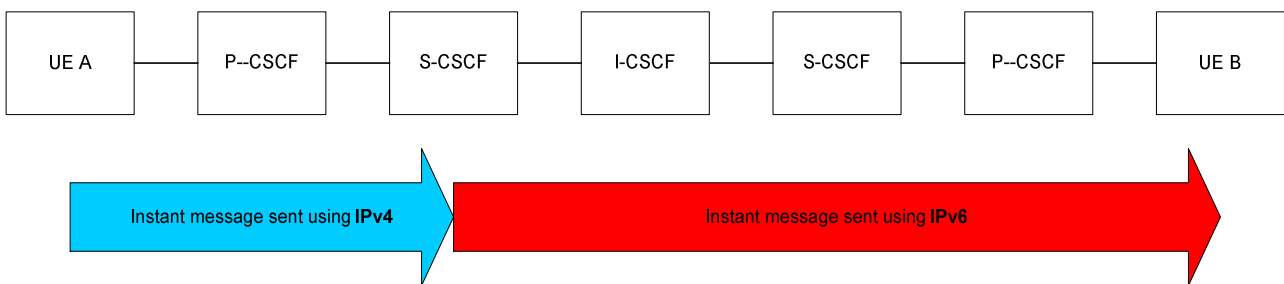 UE A
P--CSCF
S-CSCF
I-CSCF
S-CSCF
P--CSCF
UE B
Instant message sent using IPv4
Instant message sent using IPv6